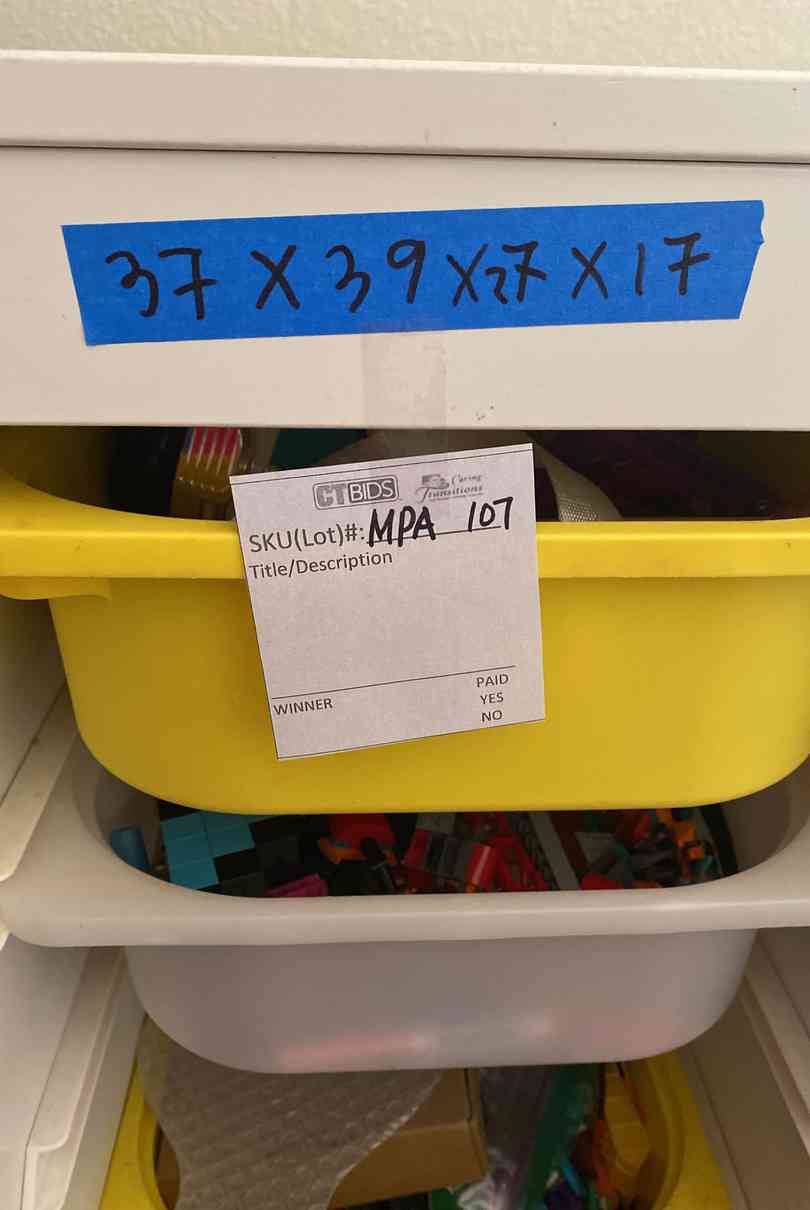 37 X 39 X 27 X 17
CTBIDS Caring Transitions
SKU(Lot)#: MPA 107
Title/Description
PAID
WINNER YES
NO